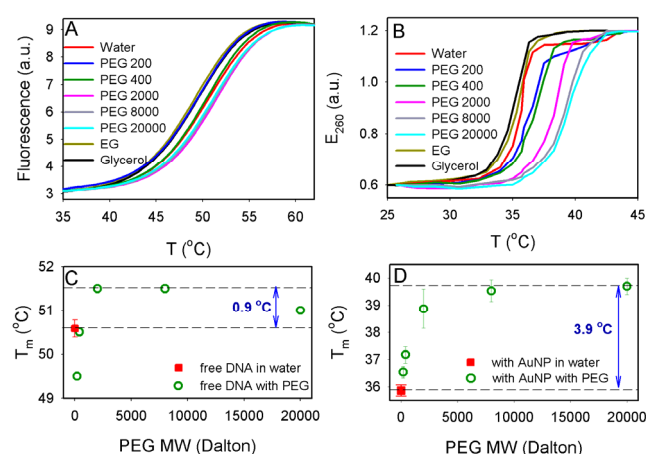 A
Fluorescence (a.u.)
9
8
7
6
5
4
3
Water
PEG 200
PEG 400
PEG 2000
PEG 8000
PEG 20000
EG
Glycerol
35 40 45 50 55 60
T (°C)
B
E260 (a.u.)
1.2
1.0
0.8
0.6
Water
PEG 200
PEG 400
PEG 2000
PEG 8000
PEG 20000
EG
Glycerol
25 30 35 40 45
T (°C)
C
Tm (°C)
52
51
50
49
0.9 °C
free DNA in water
free DNA with PEG
0 5000 10000 15000 20000
PEG MW (Dalton)
D
Tm (°C)
40
39
38
37
36
3.9 °C
with AuNP in water
with AuNP with PEG
0 5000 10000 15000 20000
PEG MW (Dalton)